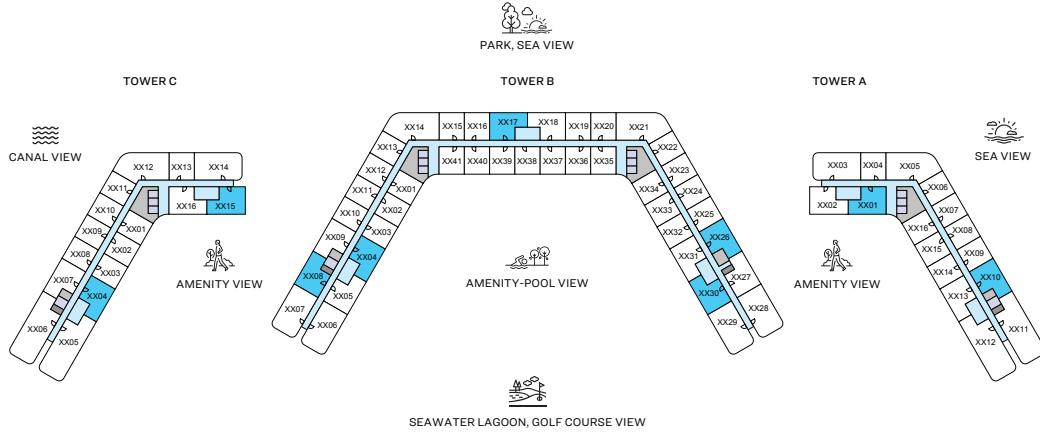 PARK, SEA VIEW
TOWER C
TOWER B
TOWER A
CANAL VIEW
SEA VIEW
XX12
XX13
XX14
XX11
XX10
XX09
XX08
XX07
XX06
XX05
XX04
XX03
XX02
XX01
XX16
XX15
AMENITY VIEW
XX14
XX15
XX16
XX17
XX18
XX19
XX20
XX21
XX13
XX12
XX11
XX10
XX09
XX08
XX07
XX06
XX05
XX04
XX03
XX02
XX01
XX41
XX40
XX39
XX38
XX37
XX36
XX35
XX34
XX33
XX32
XX31
XX30
XX29
XX22
XX23
XX24
XX25
XX26
XX27
XX28
AMENITY-POOL VIEW
XX03
XX04
XX05
XX02
XX01
XX06
XX07
XX08
XX09
XX10
XX11
XX16
XX15
XX14
XX13
XX12
AMENITY VIEW
SEAWATER LAGOON, GOLF COURSE VIEW